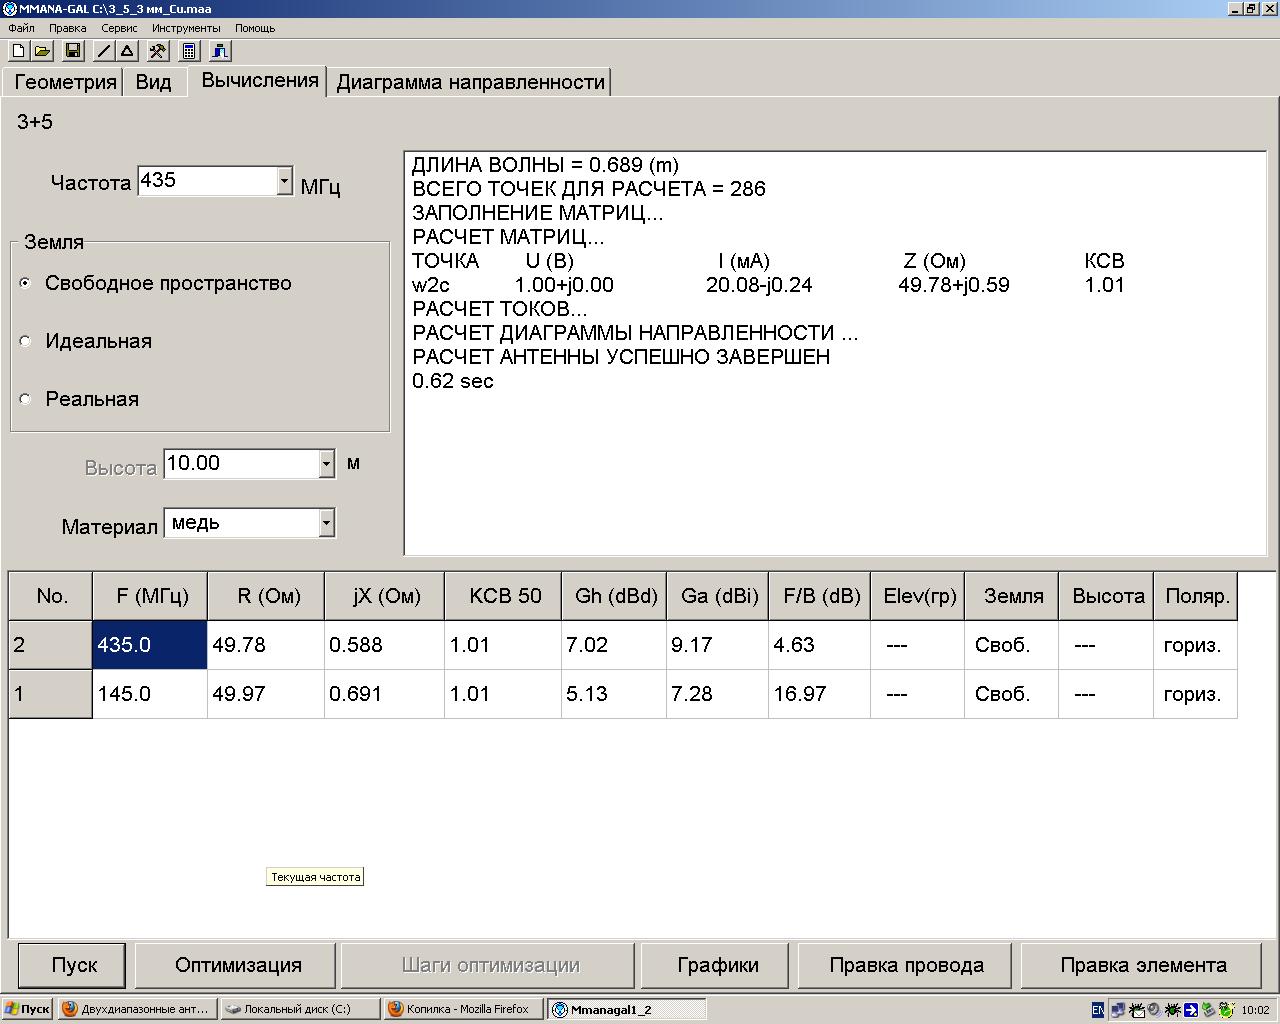 MMANA-GAL C:\3_5_3 мм_Cu.maa
Файл Правка Сервис Инструменты Помощь
Геометрия Вид Вычисления Диаграмма направленности
3+5
Частота 435 МГц
Земля
Свободное пространство
Идеальная
Реальная
Высота 10.00 м
Материал медь
ДЛИНА ВОЛНЫ = 0.689 (m)
ВСЕГО ТОЧЕК ДЛЯ РАСЧЕТА = 286
ЗАПОЛНЕНИЕ МАТРИЦ...
РАСЧЕТ МАТРИЦ...
ТОЧКА U (В) I (мА) Z (Ом) КСВ
w2c 1.00+j0.00 20.08-j0.24 49.78+j0.59 1.01
РАСЧЕТ ТОКОВ...
РАСЧЕТ ДИАГРАММЫ НАПРАВЛЕННОСТИ ...
РАСЧЕТ АНТЕННЫ УСПЕШНО ЗАВЕРШЕН
0.62 sec
No. F (МГц) R (Ом) jX (Ом) КСВ 50 Gh (dBd) Ga (dBi) F/B (dB) Elev(гр) Земля Высота Поляр.
2 435.0 49.78 0.588 1.01 7.02 9.17 4.63 --- Своб. --- гориз.
1 145.0 49.97 0.691 1.01 5.13 7.28 16.97 --- Своб. --- гориз.
Текущая частота
Пуск Оптимизация Шаги оптимизации Графики Правка провода Правка элемента
Пуск Двухдиапазонные ант... Локальный диск (C:) Копилка - Mozilla Firefox Mmanagal1_2 EN 10:02